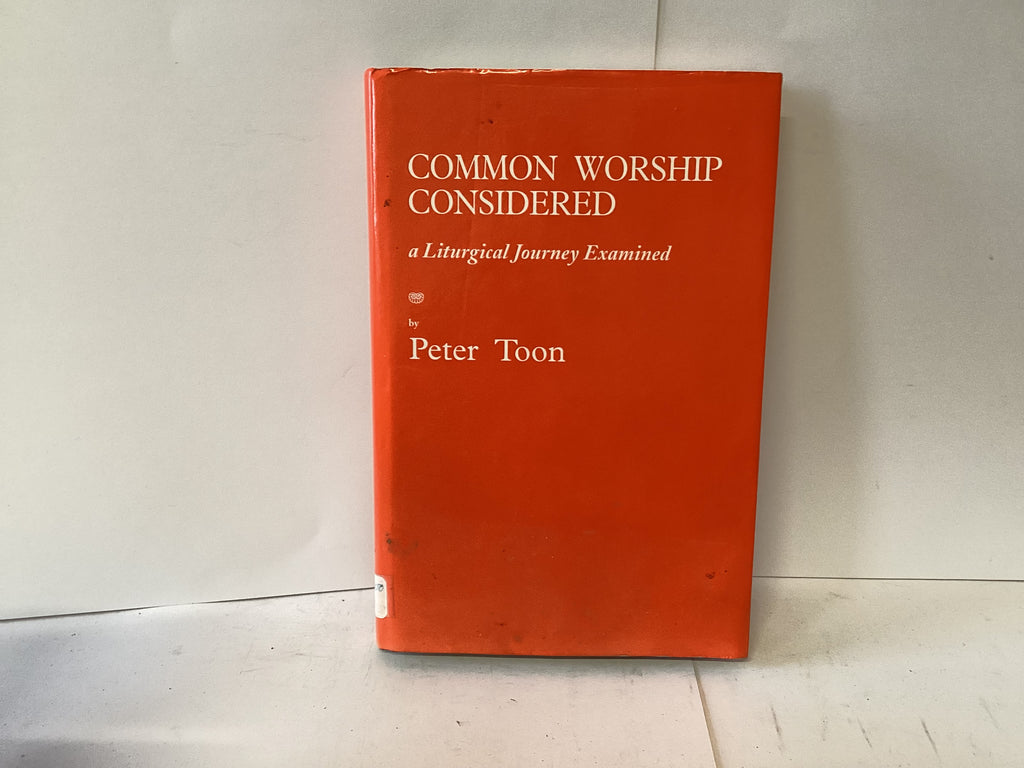 COMMON WORSHIP
CONSIDERED
a Liturgical Journey Examined
by
Peter Toon